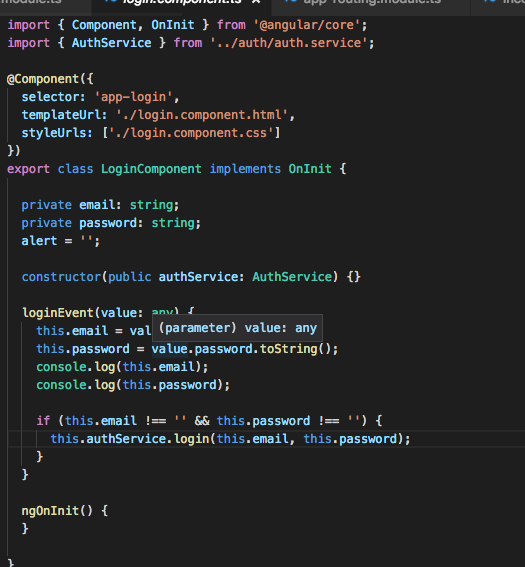 module.ts login.component.ts × app-routing.module.ts
import { Component, OnInit } from '@angular/core';
import { AuthService } from '../auth/auth.service';
@Component({
selector: 'app-login',
templateUrl: './login.component.html',
styleUrls: ['./login.component.css']
})
export class LoginComponent implements OnInit {
private email: string;
private password: string;
alert = '';
constructor(public authService: AuthService) {}
loginEvent(value: any) {
this.email = val
(parameter) value: any
this.password = value.password.toString();
console.log(this.email);
console.log(this.password);
if (this.email !== '' && this.password !== '') {
this.authService.login(this.email, this.password);
}
}
ngOnInit() {
}
}